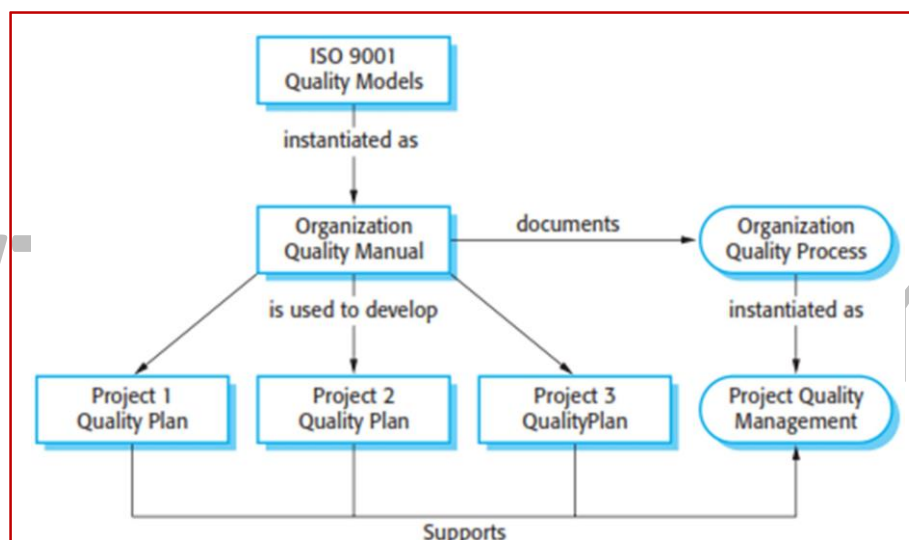 ISO 9001
Quality Models
instantiated as
Organization
Quality Manual
documents
Organization
Quality Process
is used to develop
instantiated as
Project 1
Quality Plan
Project 2
Quality Plan
Project 3
QualityPlan
Project Quality
Management
Supports